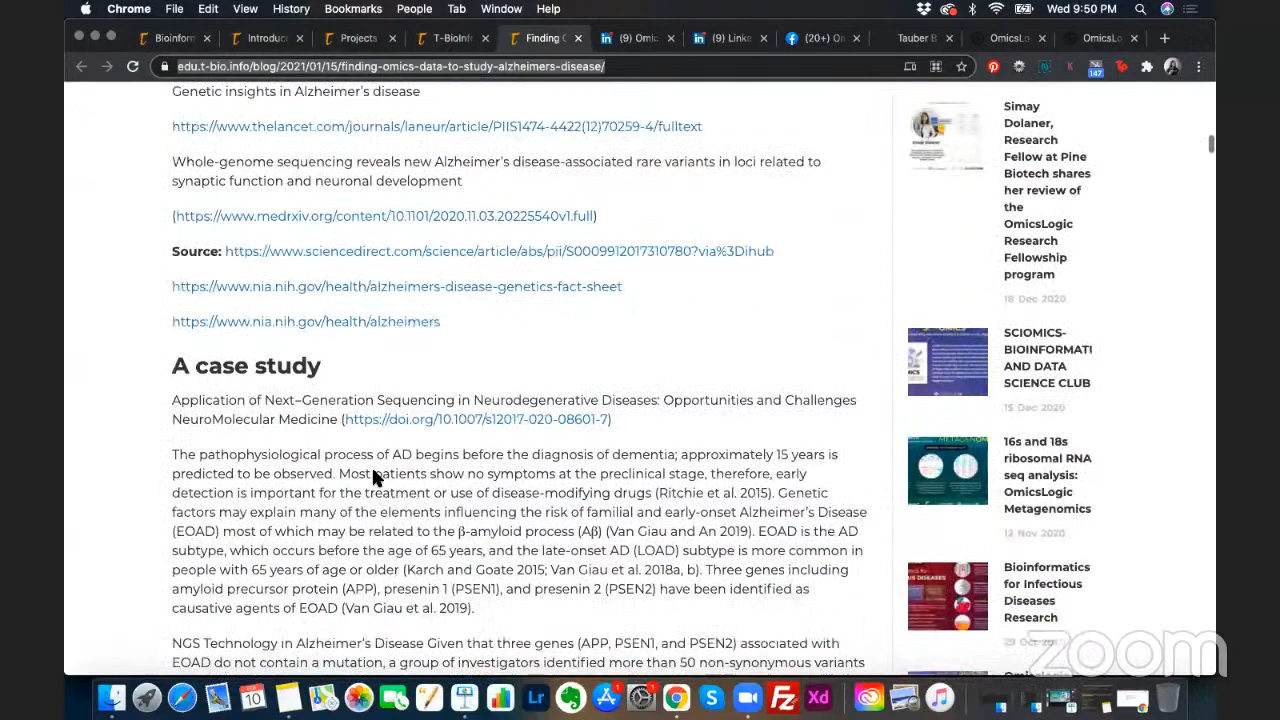 Chrome File Edit View History Bookmarks People Tab Window Help Wed 9:50 PM
Bioinforr Introduc Projects T-BioInfe Finding C (9) Omic (9) Linke (20+) Oa Tauber B OmicsLo OmicsLo
edu.t-bio.info/blog/2021/01/15/finding-omics-data-to-study-alzheimers-disease/
147
Genetic insights in Alzheimer's disease
https://www.thelancet.com/journals/laneur/article/PIIS1474-4422(12)70259-4/fulltext
Whole-genome sequencing reveals new Alzheimer's disease-associated rare variants in loci related to
synaptic function and neuronal development
(https://www.medrxiv.org/content/10.1101/2020.11.03.20225540v1.full)
Source: https://www.sciencedirect.com/science/article/abs/pii/S0009912017310780?via%3Dihub
https://www.nia.nih.gov/health/alzheimers-disease-genetics-fact-sheet
https://www.nia.nih.gov/health/alzheimers
A case study
Application of Next-Generation Sequencing in Neurodegenerative Diseases: Opportunities and Challenges
NeuroMolecular Medicine (https://doi.org/10.1007/s12017-020-08601-7)
The biological process of AD begins before the diagnosis of dementia; approximately 15 years is
predicted to be observed. Most patients show no symptoms at the preclinical stage, therefore, early
detection is important for the treatment or use of disease-modifying drugs (Ritchie et al. 2015). Genetic
factors have been many of the elements influencing the risk of familial and early-onset Alzheimer's Disease
(EOAD) most of which may be related to the β-amyloid process (Aβ) (Van Giau and An 2019). EOAD is the AD
subtype, which occurs before the age of 65 years, and the late-onset AD (LOAD) subtype is more common in
people with 65 years of age or older (Karch and Goate 2015; Van Giau et al. 2018a, b). Three genes including
amyloid precursor protein (APP), presenilin 1 (PSEN1), and presenilin 2 (PSEN2) have been identified as
causative agents of EOAD (Van Giau et al. 2019).
NGS Technology in Alzheimer's Disease Given that three genes (APP, PSEN1, and PSEN2) associated with
EOAD do not contain a mutation, a group of investigators identified more than 50 non-synonymous variants
Simay
Dolaner,
Research
Fellow at Pine
Biotech shares
her review of
the
OmicsLogic
Research
Fellowship
program
18 Dec 2020
SCIOMICS-
BIOINFORMATI
AND DATA
SCIENCE CLUB
15 Dec 2020
16s and 18s
ribosomal RNA
seq analysis:
OmicsLogic
Metagenomics
12 Nov 2020
Bioinformatics
for Infectious
Diseases
Research
zoom